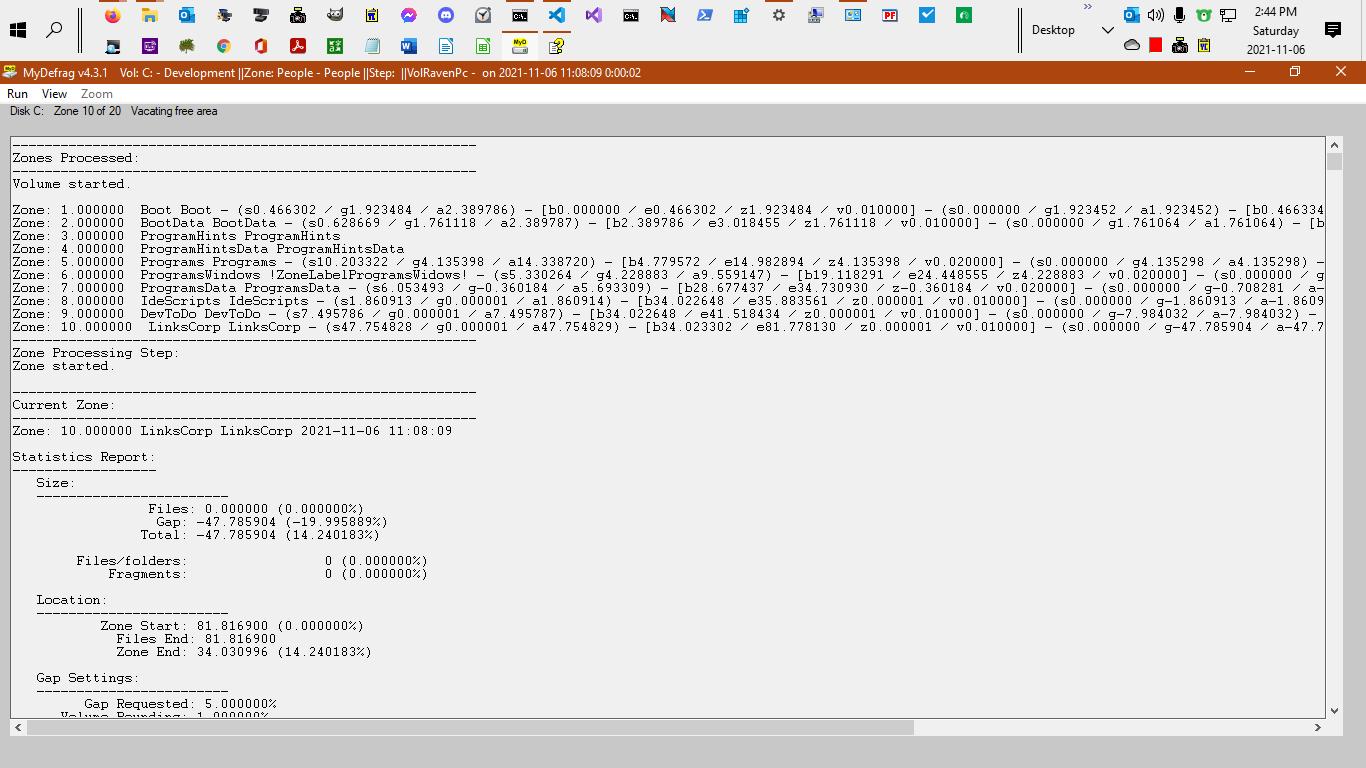 2:44 PM
Desktop
Saturday
2021-11-06
MyDefrag v4.3.1    Vol: C: - Development ||Zone: People - People ||Step:  ||VolRavenPc -  on 2021-11-06 11:08:09 0:00:02
Run View Zoom
Disk C:   Zone 10 of 20   Vacating free area
----------------------------------------------------------
Zones Processed:
----------------------------------------------------------
Volume started.
Zone: 1.000000  Boot Boot - (s0.466302 / g1.923484 / a2.389786) - [b0.000000 / e0.466302 / z1.923484 / v0.010000] - (s0.000000 / g1.923452 / a1.923452) - [b0.466334
Zone: 2.000000  BootData BootData - (s0.628669 / g1.761118 / a2.389787) - [b2.389786 / e3.018455 / z1.761118 / v0.010000] - (s0.000000 / g1.761064 / a1.761064) - [b
Zone: 3.000000  ProgramHints ProgramHints
Zone: 4.000000  ProgramHintsData ProgramHintsData
Zone: 5.000000  Programs Programs - (s10.203322 / g4.135398 / a14.338720) - [b4.779572 / e14.982894 / z4.135398 / v0.020000] - (s0.000000 / g4.135298 / a4.135298) -
Zone: 6.000000  ProgramsWindows !ZoneLabelProgramsWidows! - (s5.330264 / g4.228883 / a9.559147) - [b19.118291 / e24.448555 / z4.228883 / v0.020000] - (s0.000000 / g
Zone: 7.000000  ProgramsData ProgramsData - (s6.053493 / g-0.360184 / a5.693309) - [b28.677437 / e34.730930 / z-0.360184 / v0.020000] - (s0.000000 / g-0.708281 / a-
Zone: 8.000000  IdeScripts IdeScripts - (s1.860913 / g0.000001 / a1.860914) - [b34.022648 / e35.883561 / z0.000001 / v0.010000] - (s0.000000 / g-1.860913 / a-1.8609
Zone: 9.000000  DevToDo DevToDo - (s7.495786 / g0.000001 / a7.495787) - [b34.022648 / e41.518434 / z0.000001 / v0.010000] - (s0.000000 / g-7.984032 / a-7.984032) -
Zone: 10.000000   LinksCorp LinksCorp - (s47.754828 / g0.000001 / a47.754829) - [b34.023302 / e81.778130 / z0.000001 / v0.010000] - (s0.000000 / g-47.785904 / a-47.7
----------------------------------------------------------
Zone Processing Step:
Zone started.
----------------------------------------------------------
Current Zone:
----------------------------------------------------------
Zone: 10.000000 LinksCorp LinksCorp 2021-11-06 11:08:09
Statistics Report:
------------------
Size:
------------------------
Files: 0.000000 (0.000000%)
Gap: -47.785904 (-19.995889%)
Total: -47.785904 (14.240183%)
Files/folders: 0 (0.000000%)
Fragments: 0 (0.000000%)
Location:
------------------------
Zone Start: 81.816900 (0.000000%)
Files End: 81.816900
Zone End: 34.030996 (14.240183%)
Gap Settings:
------------------------
Gap Requested: 5.000000%
Volume Rounding: 1.000000%